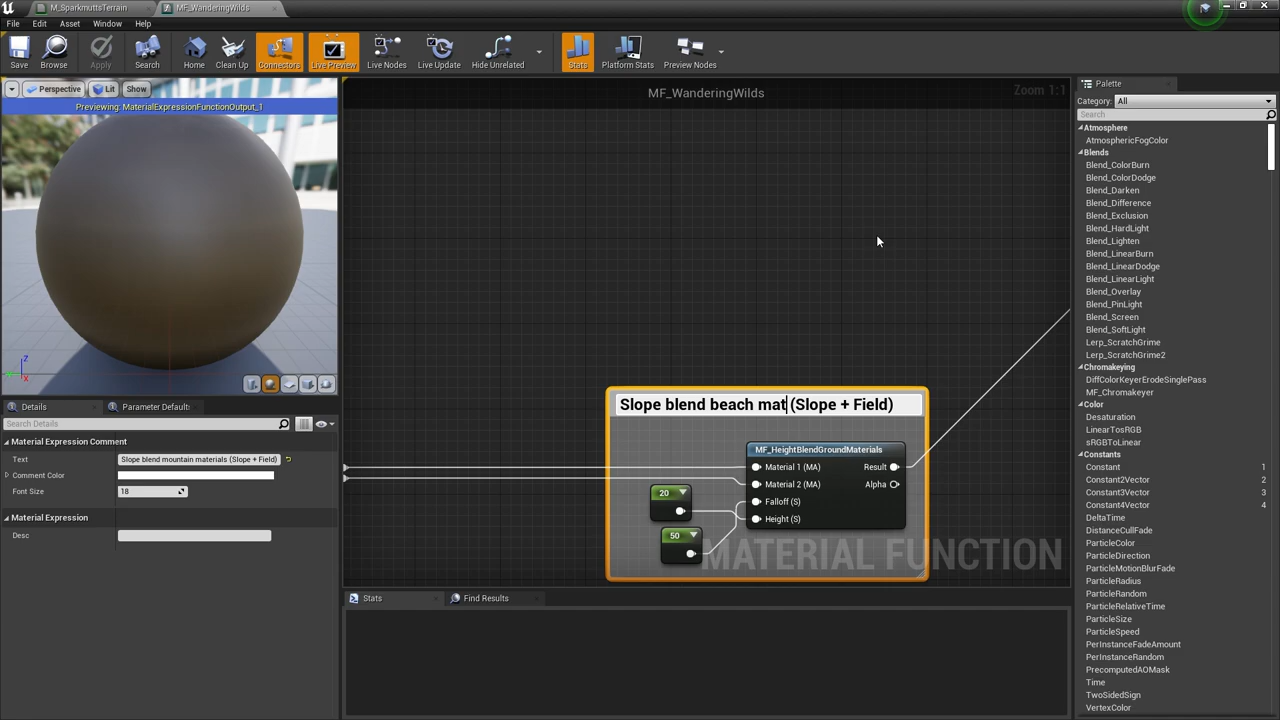 M_SparkmuttsTerrain
MF_WanderingWilds
File
Edit
Asset
Window
Help
Save
Browse
Apply
Search
Home
Clean Up
Connectors
Live Preview
Live Nodes
Live Update
Hide Unrelated
Stats
Platform Stats
Preview Nodes
Perspective
Lit
Show
Previewing: MaterialExpressionFunctionOutput_1
Z
X
MF_WanderingWilds
Zoom 1:1
Slope blend beach mat (Slope + Field)
MF_HeightBlendGroundMaterials
Material 1 (MA)
Result
Material 2 (MA)
Alpha
Falloff (S)
Height (S)
20
50
MATERIAL FUNCTION
Details
Parameter Default:
Search Details
Material Expression Comment
Text
Slope blend mountain materials (Slope + Field)
Comment Color
Font Size
18
Material Expression
Desc
Stats
Find Results
Palette
Category:
All
Search
Atmosphere
AtmosphericFogColor
Blends
Blend_ColorBurn
Blend_ColorDodge
Blend_Darken
Blend_Difference
Blend_Exclusion
Blend_HardLight
Blend_Lighten
Blend_LinearBurn
Blend_LinearDodge
Blend_LinearLight
Blend_Overlay
Blend_PinLight
Blend_Screen
Blend_SoftLight
Lerp_ScratchGrime
Lerp_ScratchGrime2
Chromakeying
DiffColorKeyerErodeSinglePass
MF_Chromakeyer
Color
Desaturation
LinearTosRGB
sRGBToLinear
Constants
Constant 1
Constant2Vector 2
Constant3Vector 3
Constant4Vector 4
DeltaTime
DistanceCullFade
ParticleColor
ParticleDirection
ParticleMotionBlurFade
ParticleRadius
ParticleRandom
ParticleRelativeTime
ParticleSize
ParticleSpeed
PerInstanceFadeAmount
PerInstanceRandom
PrecomputedAOMask
Time
TwoSidedSign
VertexColor